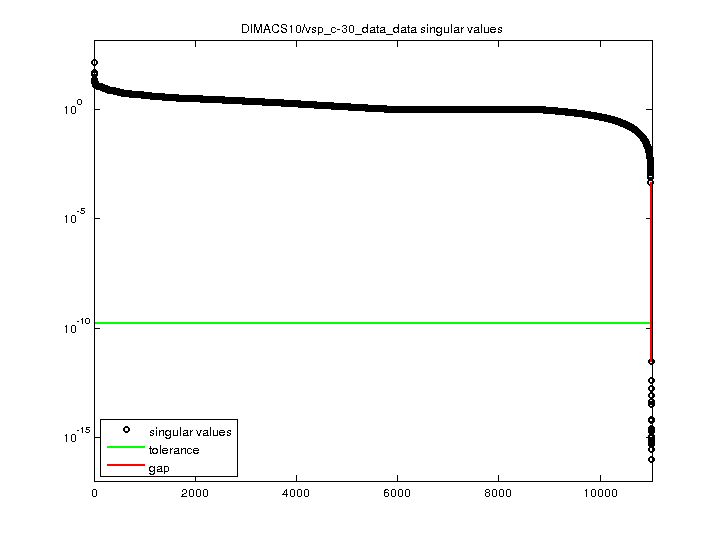 DIMACS10/vsp_c-30_data_data singular values
10^0
10^-5
10^-10
10^-15
singular values
tolerance
gap
0 2000 4000 6000 8000 10000